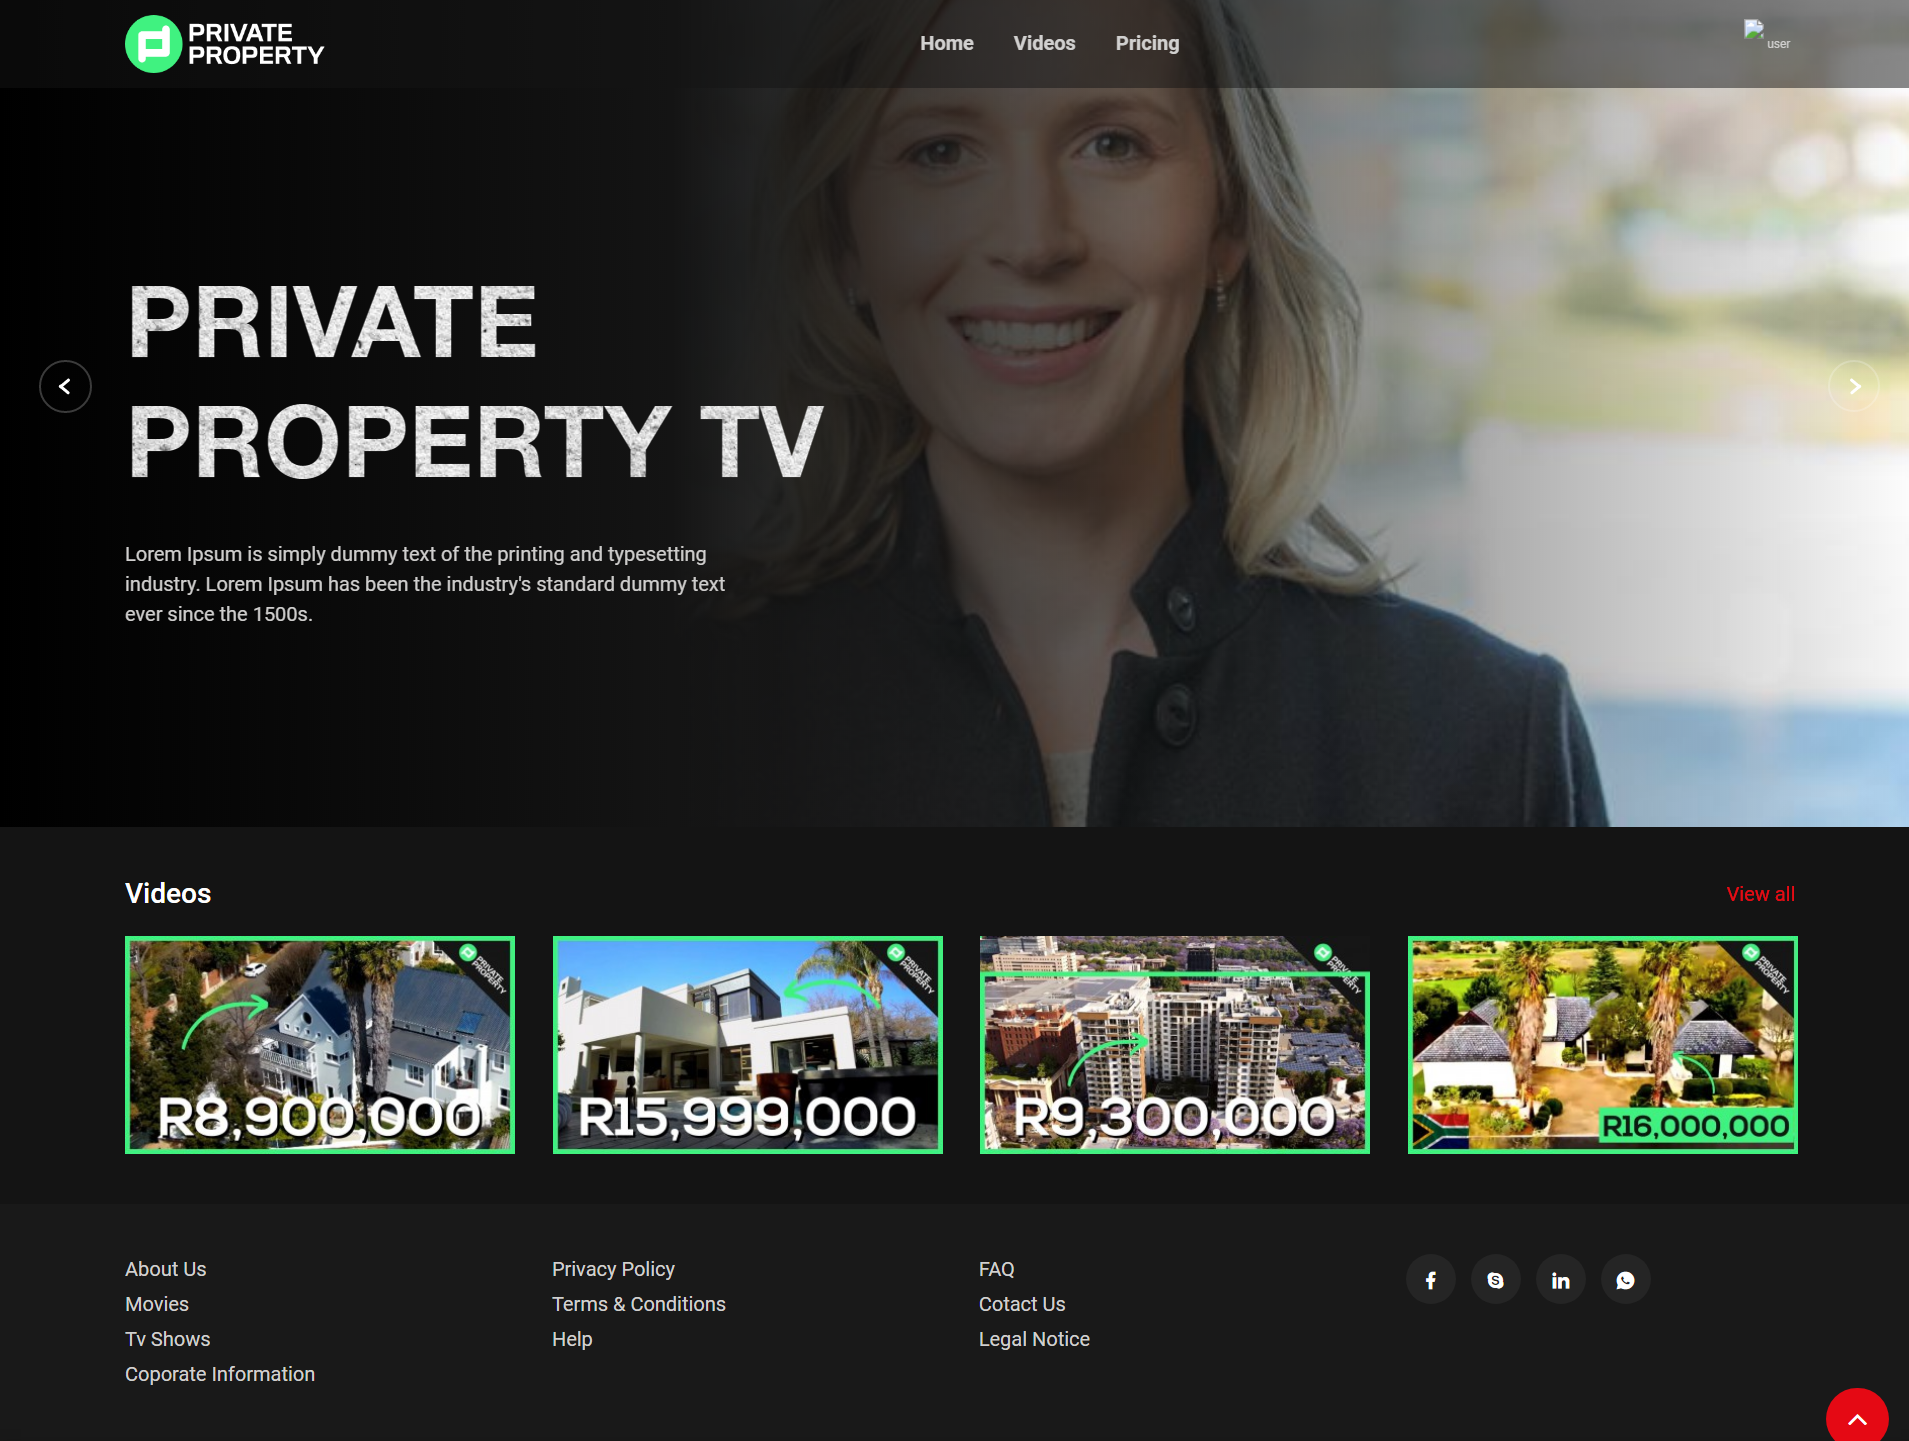 PRIVATE
PROPERTY
Home Videos Pricing
user
PRIVATE
PROPERTY TV
Lorem Ipsum is simply dummy text of the printing and typesetting
industry. Lorem Ipsum has been the industry's standard dummy text
ever since the 1500s.
Videos
View all
PRIVATE
PROPERTY
R8,900,000
PRIVATE
PROPERTY
R15,999,000
PRIVATE
PROPERTY
R9,300,000
PRIVATE
PROPERTY
R16,000,000
About Us
Movies
Tv Shows
Coporate Information
Privacy Policy
Terms & Conditions
Help
FAQ
Cotact Us
Legal Notice